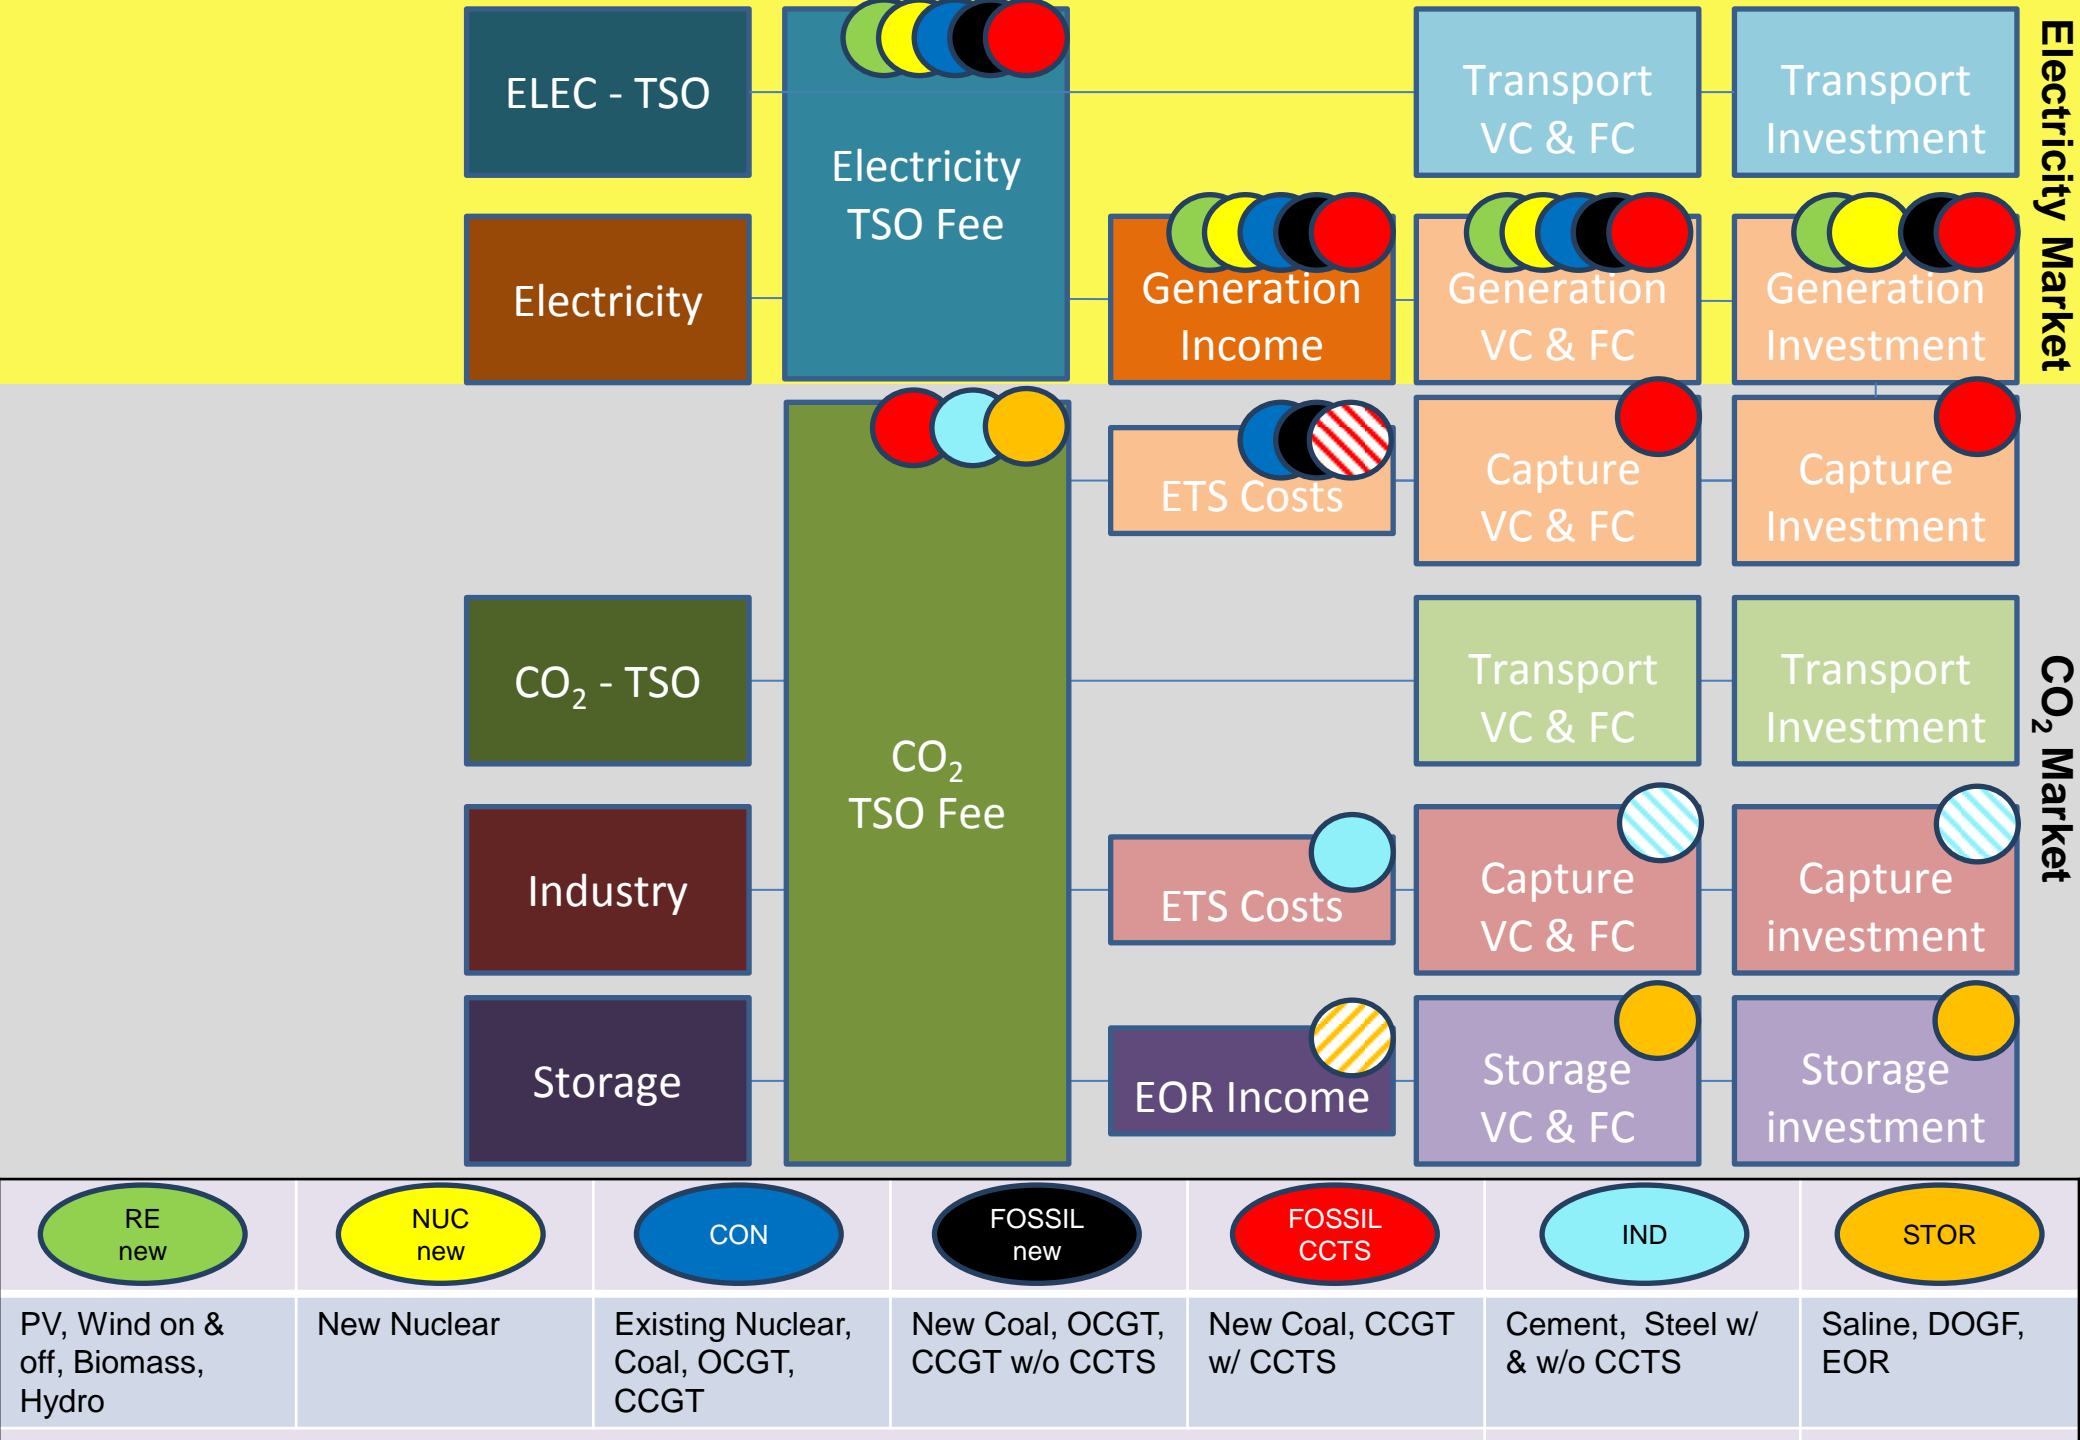 ELEC - TSO
Electricity
TSO Fee
Transport
VC & FC
Transport
Investment
Electricity Market
Electricity
Generation
Income
Generation
VC & FC
Generation
Investment
ETS Costs
Capture
VC & FC
Capture
Investment
CO₂ - TSO
CO₂
TSO Fee
Transport
VC & FC
Transport
Investment
CO₂ Market
Industry
ETS Costs
Capture
VC & FC
Capture
investment
Storage
EOR Income
Storage
VC & FC
Storage
investment
RE
new
NUC
new
CON
FOSSIL
new
FOSSIL
CCTS
IND
STOR
PV, Wind on &
off, Biomass,
Hydro
New Nuclear
Existing Nuclear,
Coal, OCGT,
CCGT
New Coal, OCGT,
CCGT w/o CCTS
New Coal, CCGT
w/ CCTS
Cement, Steel w/
& w/o CCTS
Saline, DOGF,
EOR